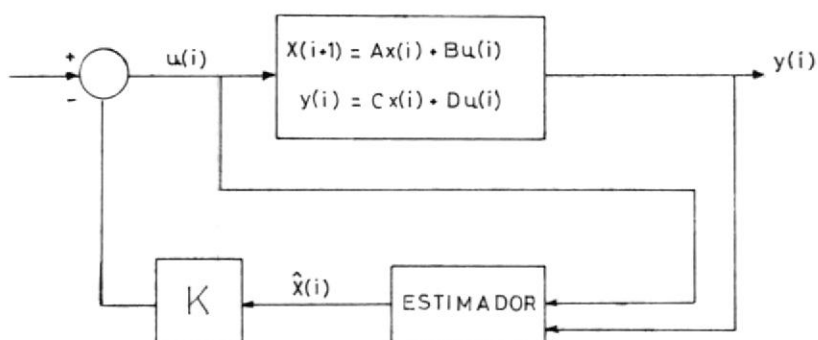 +
-
u(i)
X(i+1) = Ax(i) + Bu(i)
y(i) = Cx(i) + Du(i)
y(i)
K
x̂(i)
ESTIMADOR